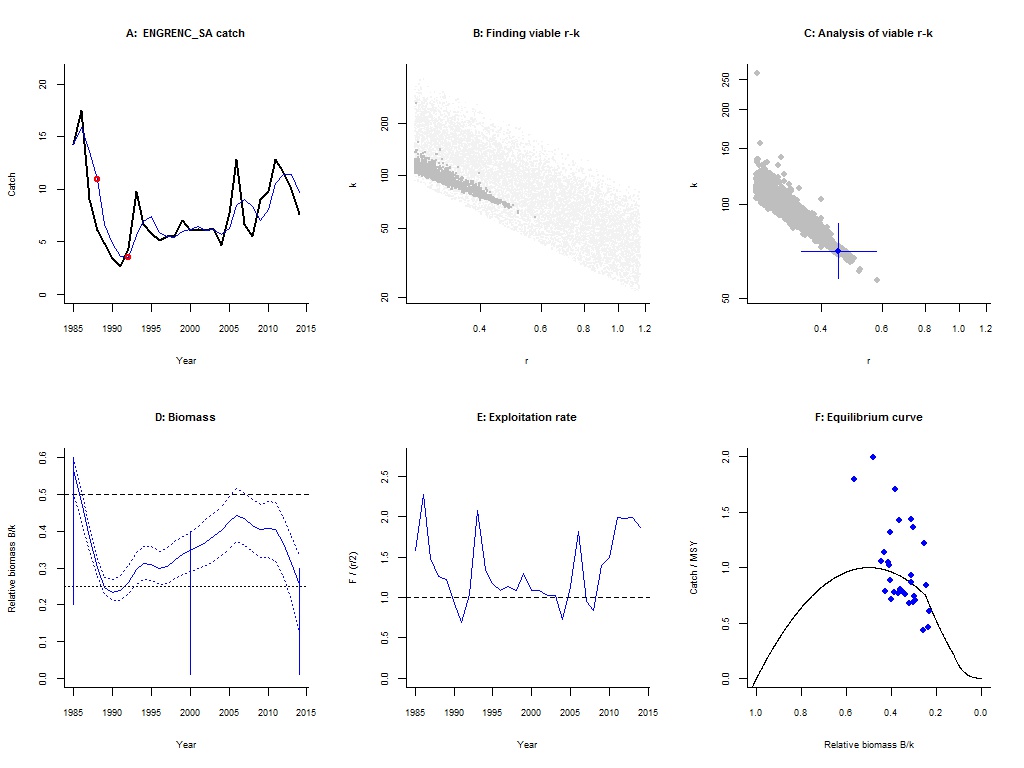 A: ENGRENC_SA catch
Catch
0
5
10
15
20
1985 1990 1995 2000 2005 2010 2015
Year
B: Finding viable r-k
k
20
50
100
200
0.4 0.6 0.8 1.0 1.2
r
C: Analysis of viable r-k
k
50
100
150
200
250
0.4 0.6 0.8 1.0 1.2
r
D: Biomass
Relative biomass B/k
0.0
0.1
0.2
0.3
0.4
0.5
0.6
1985 1990 1995 2000 2005 2010 2015
Year
E: Exploitation rate
F / (r/2)
0.0
0.5
1.0
1.5
2.0
2.5
1985 1990 1995 2000 2005 2010 2015
Year
F: Equilibrium curve
Catch / MSY
0.0
0.5
1.0
1.5
2.0
1.0 0.8 0.6 0.4 0.2 0.0
Relative biomass B/k